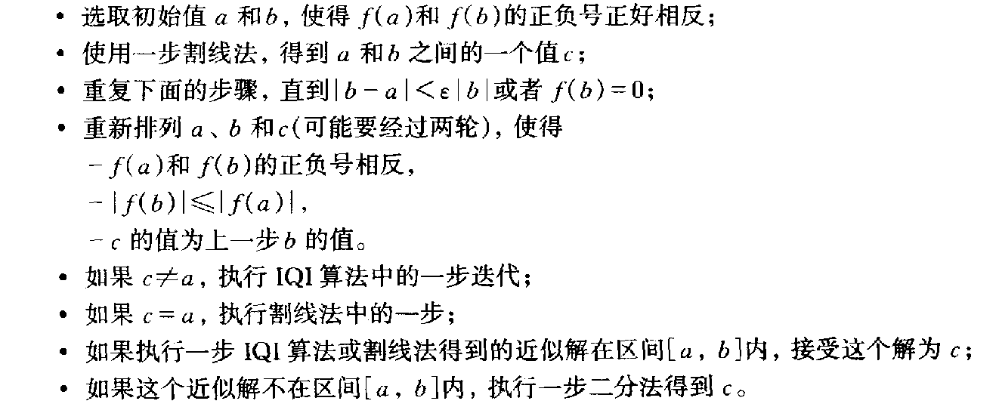 • 选取初始值 a 和b，使得 f(a)和 f(b)的正负号正好相反；
• 使用一步割线法，得到 a 和b 之间的一个值c；
• 重复下面的步骤，直到|b－a|＜ε|b|或者 f(b)=0；
• 重新排列 a、b 和c(可能要经过两轮)，使得
－f(a)和 f(b)的正负号相反，
－|f(b)|≤|f(a)|，
－c 的值为上一步b 的值。
• 如果 c≠a，执行 IQI 算法中的一步迭代；
• 如果 c=a，执行割线法中的一步；
• 如果执行一步 IQI 算法或割线法得到的近似解在区间[a，b]内，接受这个解为 c；
• 如果这个近似解不在区间[a，b]内，执行一步二分法得到 c。